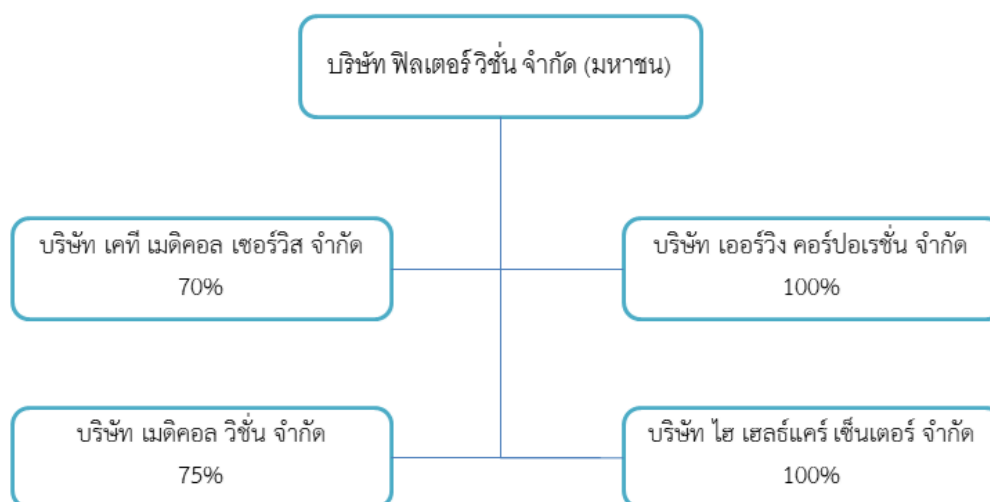 บริษัท ฟิลเตอร์ วิชั่น จำกัด (มหาชน)
บริษัท เคที เมดิคอล เซอร์วิส จำกัด
70%
บริษัท เออร์วิง คอร์ปอเรชั่น จำกัด
100%
บริษัท เมดิคอล วิชั่น จำกัด
75%
บริษัท ไฮ เฮลธ์แคร์ เซ็นเตอร์ จำกัด
100%